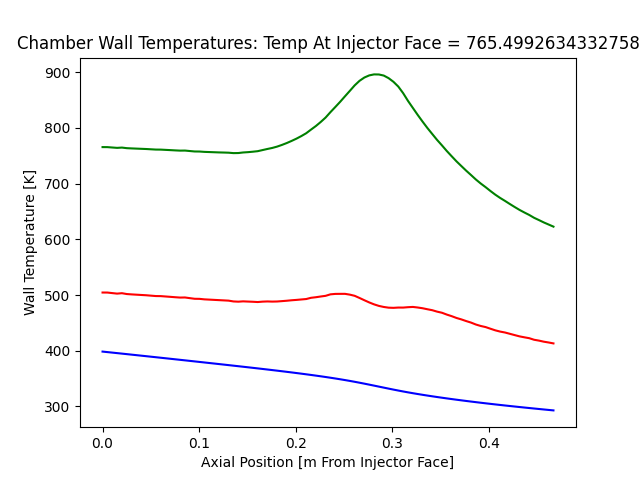 Chamber Wall Temperatures: Temp At Injector Face = 765.4992634332758
900
800
700
600
500
400
300
Wall Temperature [K]
0.0 0.1 0.2 0.3 0.4
Axial Position [m From Injector Face]